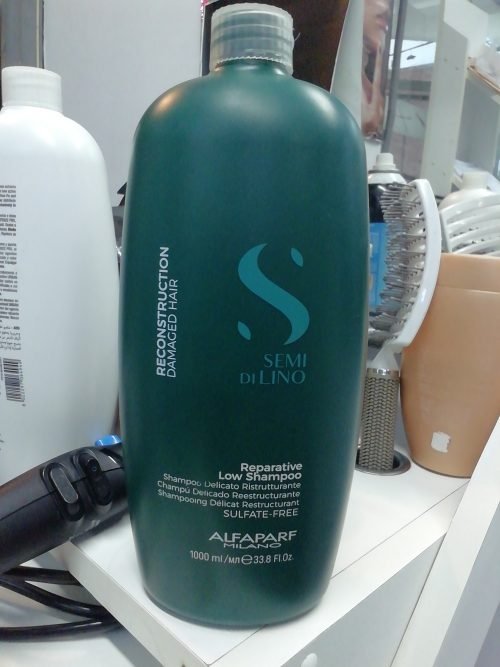 RECONSTRUCTION
DAMAGED HAIR
SEMI
DI LINO
Reparative
Low Shampoo
Shampoo Delicato Ristrutturante
Champú Delicado Reestructurante
Shampooing Délicat Restructurant
SULFATE-FREE
ALFAPARF
MILANO
1000 ml/мл ℮ 33.8 Fl.Oz.